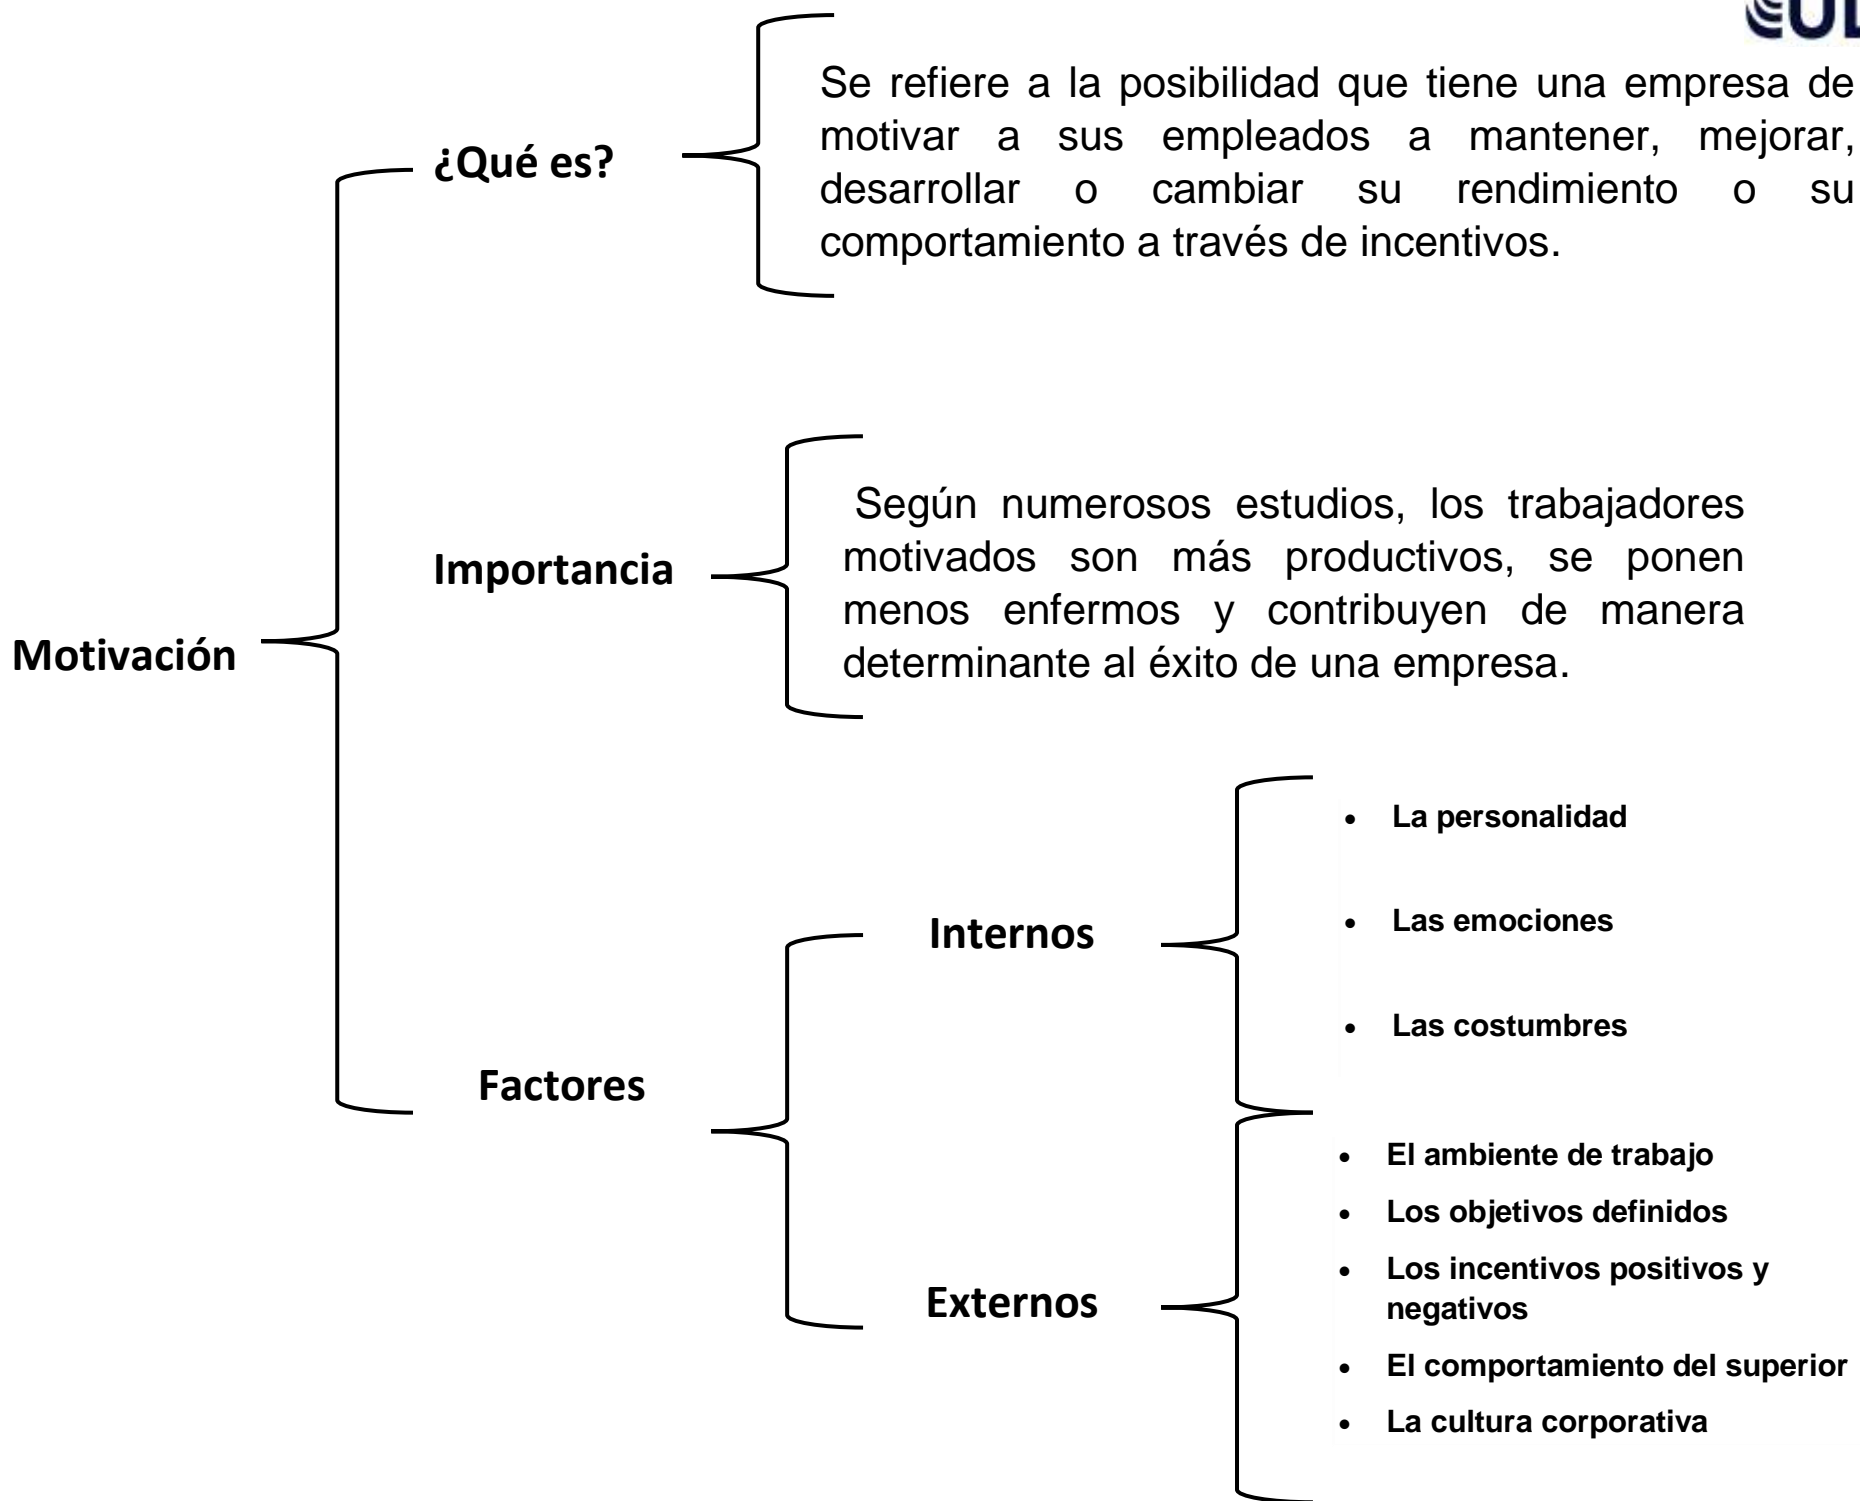 ¿Qué es?
Se refiere a la posibilidad que tiene una empresa de
motivar a sus empleados a mantener, mejorar,
desarrollar o cambiar su rendimiento o su
comportamiento a través de incentivos.
Importancia
Según numerosos estudios, los trabajadores
motivados son más productivos, se ponen
menos enfermos y contribuyen de manera
determinante al éxito de una empresa.
Motivación
Factores
Internos
• La personalidad
• Las emociones
• Las costumbres
Externos
• El ambiente de trabajo
• Los objetivos definidos
• Los incentivos positivos y
negativos
• El comportamiento del superior
• La cultura corporativa